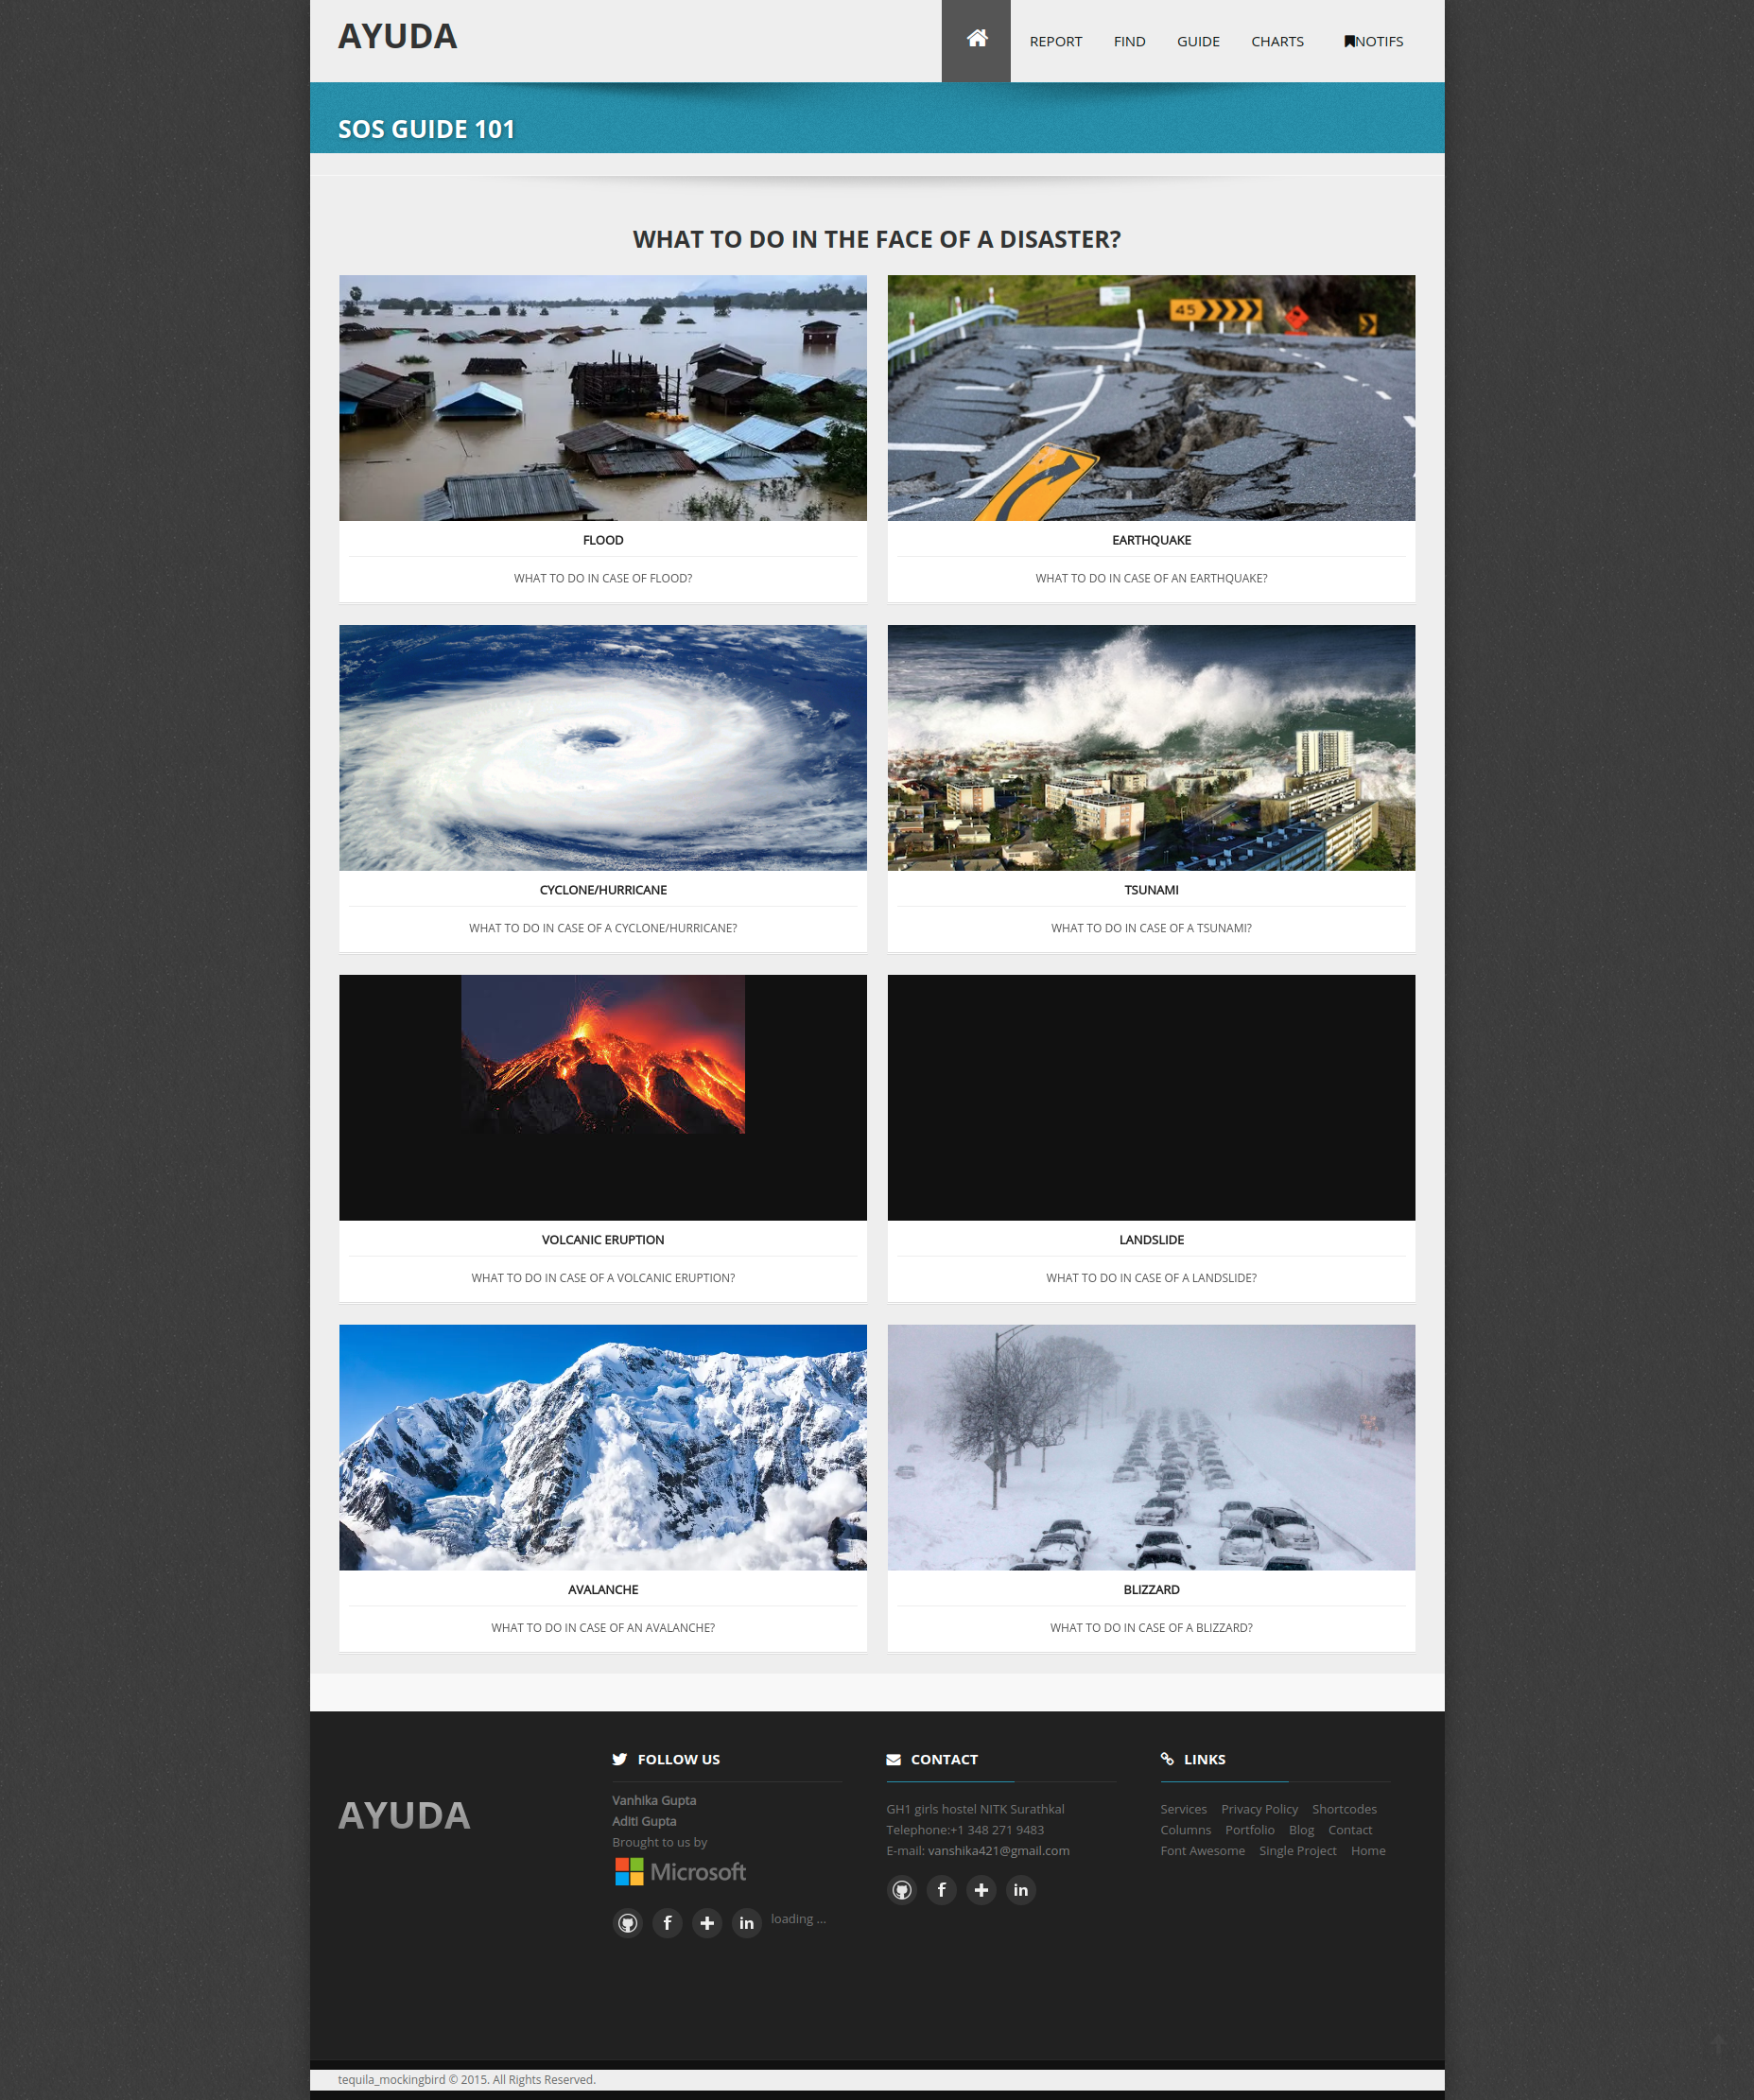 AYUDA
REPORT FIND GUIDE CHARTS NOTIFS
SOS GUIDE 101
WHAT TO DO IN THE FACE OF A DISASTER?
45
FLOOD
WHAT TO DO IN CASE OF FLOOD?
EARTHQUAKE
WHAT TO DO IN CASE OF AN EARTHQUAKE?
CYCLONE/HURRICANE
WHAT TO DO IN CASE OF A CYCLONE/HURRICANE?
TSUNAMI
WHAT TO DO IN CASE OF A TSUNAMI?
VOLCANIC ERUPTION
WHAT TO DO IN CASE OF A VOLCANIC ERUPTION?
LANDSLIDE
WHAT TO DO IN CASE OF A LANDSLIDE?
AVALANCHE
WHAT TO DO IN CASE OF AN AVALANCHE?
BLIZZARD
WHAT TO DO IN CASE OF A BLIZZARD?
AYUDA
FOLLOW US
Vanhika Gupta
Aditi Gupta
Brought to us by
Microsoft
f
in
loading ...
CONTACT
GH1 girls hostel NITK Surathkal
Telephone:+1 348 271 9483
E-mail: vanshika421@gmail.com
f
in
LINKS
Services Privacy Policy Shortcodes
Columns Portfolio Blog Contact
Font Awesome Single Project Home
tequila_mockingbird © 2015. All Rights Reserved.